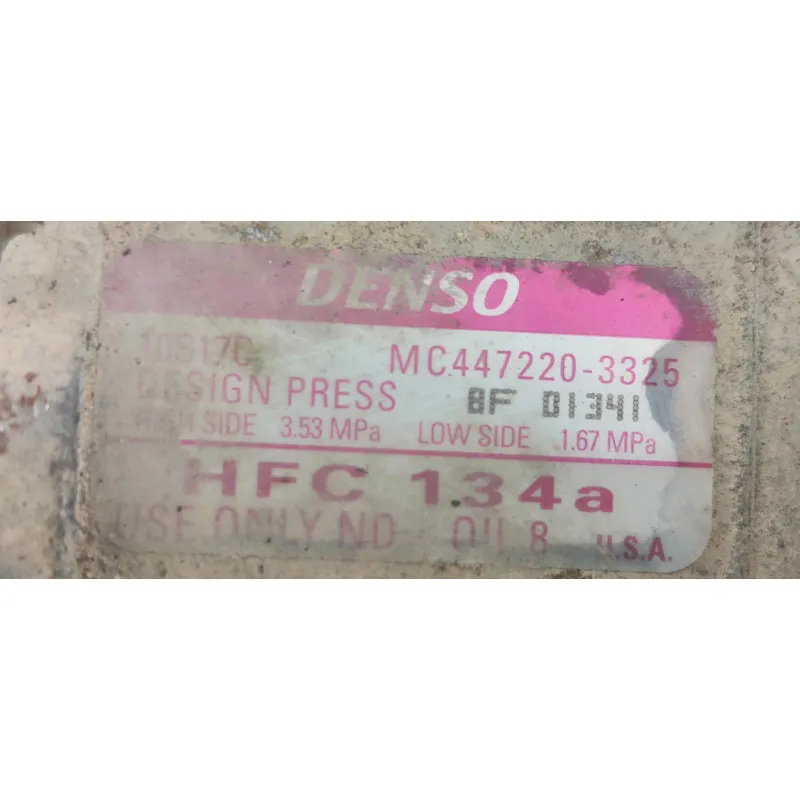 DENSO
10S17C MC447220-3325
DESIGN PRESS 8F 01341
HIGH SIDE 3.53 MPa LOW SIDE 1.67 MPa
HFC 134a
USE ONLY ND OIL 8 U.S.A.